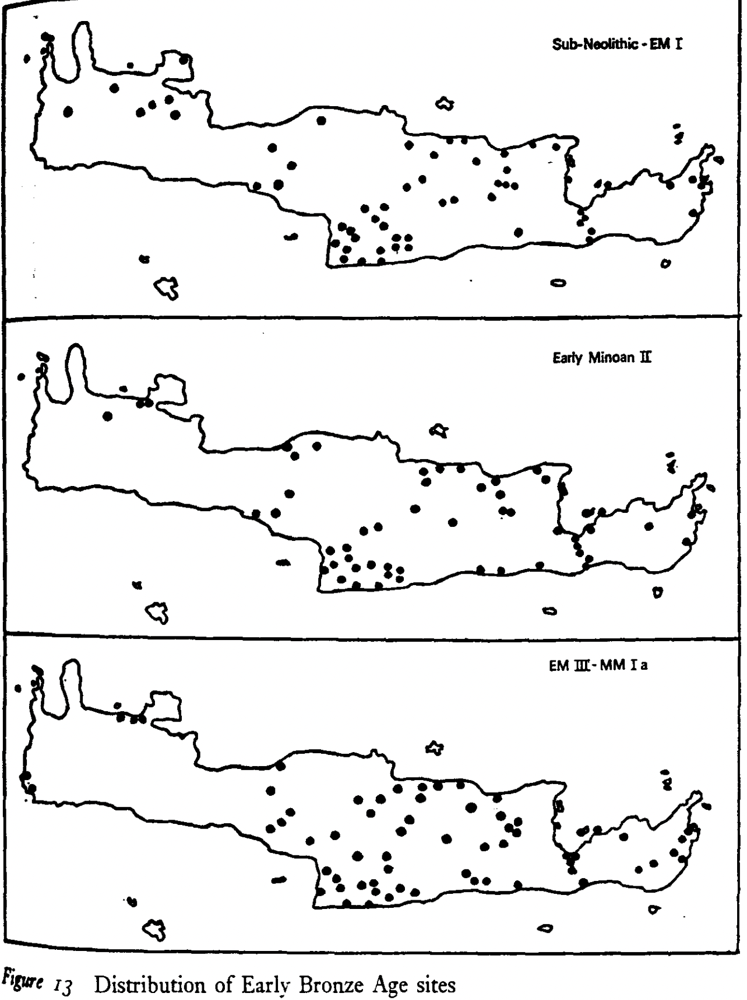 Sub-Neolithic - EM I
Early Minoan II
EM III - MM I a
Figure 13 Distribution of Early Bronze Age sites